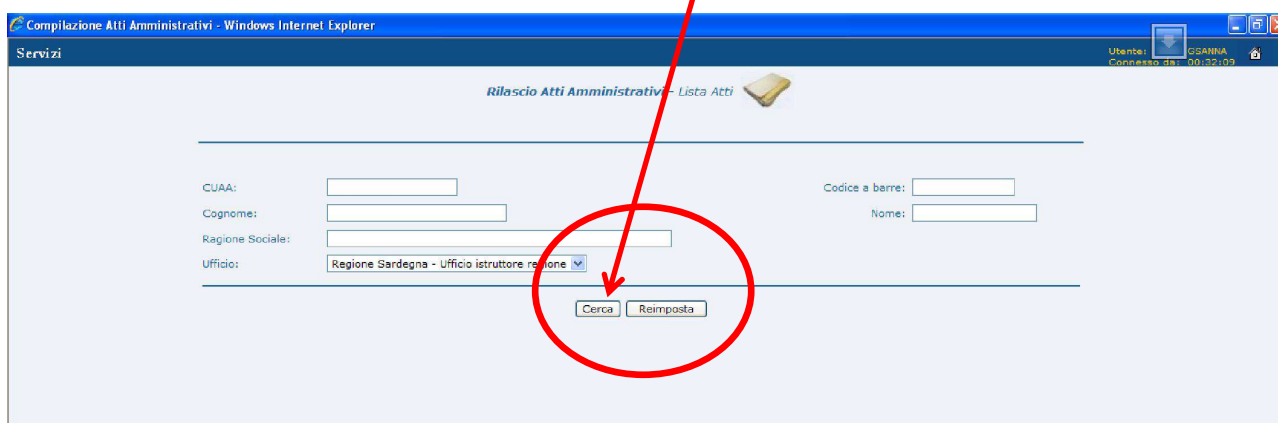 Compilazione Atti Amministrativi - Windows Internet Explorer
Servizi
Utente: GSANNA
Connesso da: 00:32:09
Rilascio Atti Amministrativi - Lista Atti
CUAA: Codice a barre:
Cognome: Nome:
Ragione Sociale:
Ufficio: Regione Sardegna - Ufficio istruttore regione
Cerca Reimposta